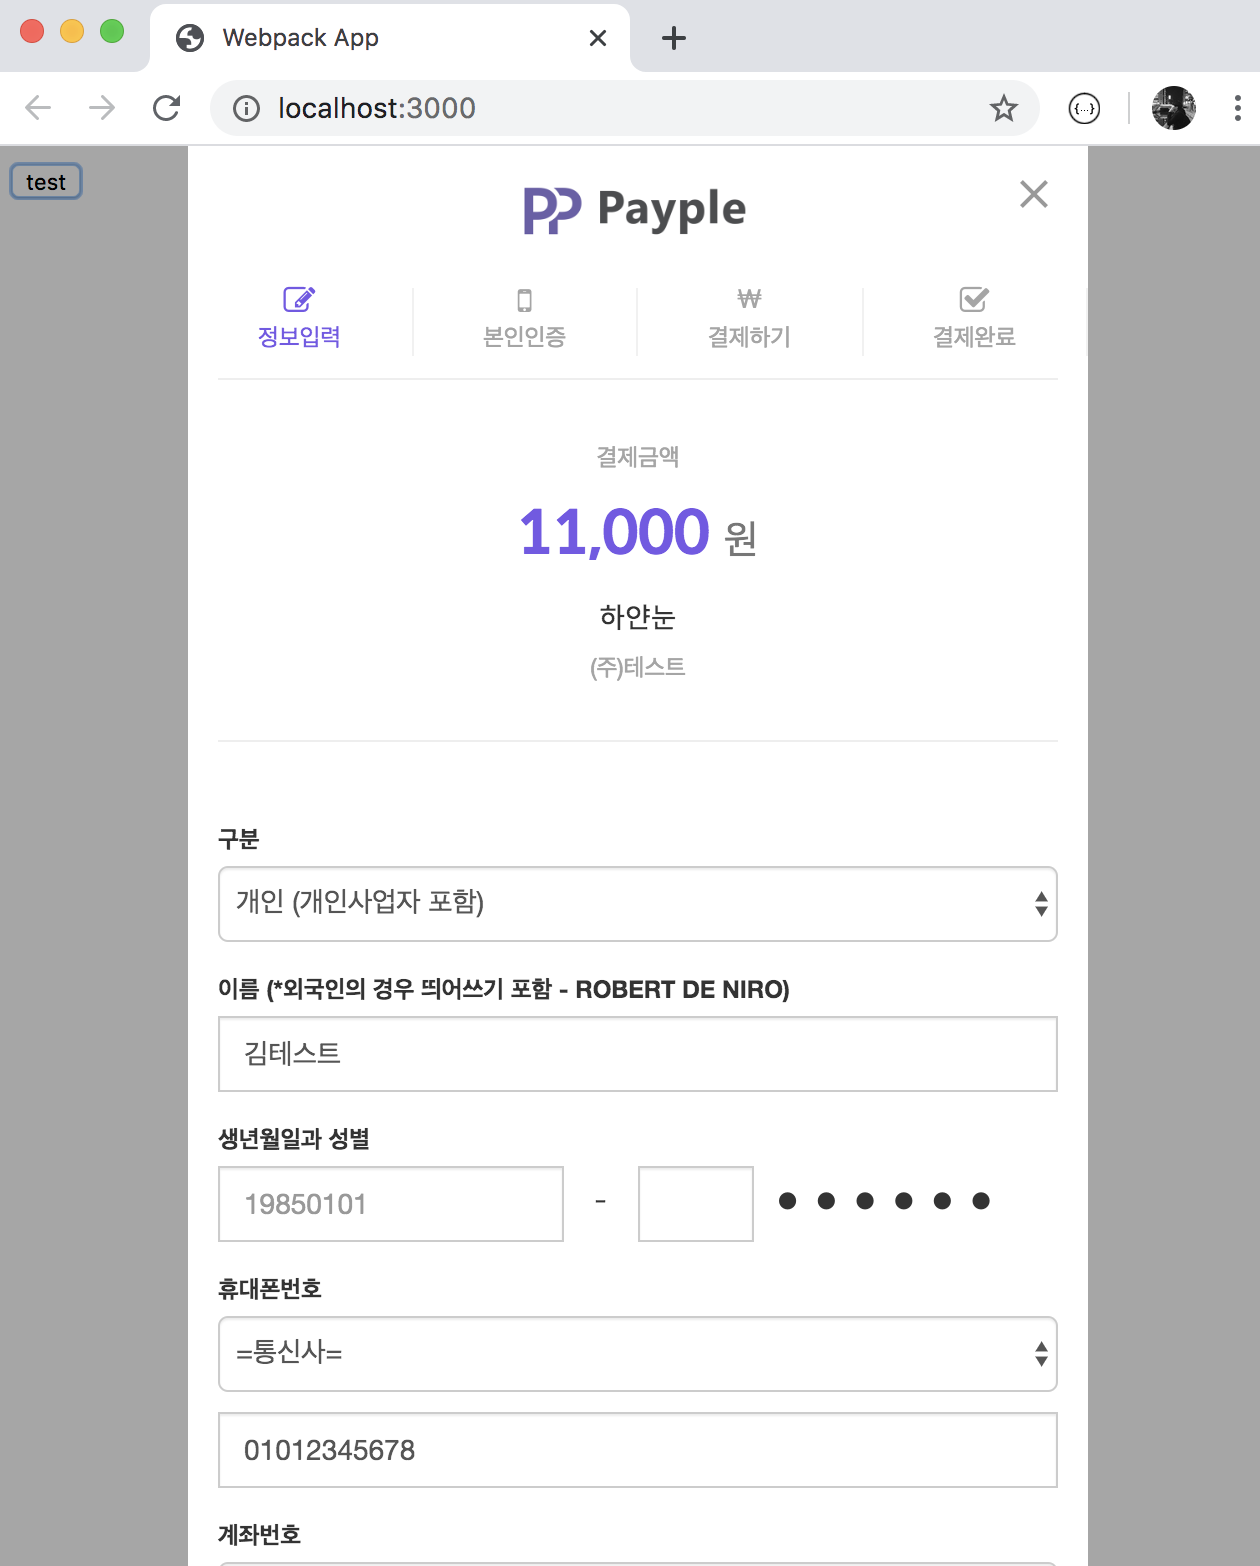 Webpack App
localhost:3000
{...}
test
PP Payple
정보입력
본인인증
₩
결제하기
결제완료
결제금액
11,000 원
하얀눈
(주)테스트
구분
개인 (개인사업자 포함)
이름 (*외국인의 경우 띄어쓰기 포함 - ROBERT DE NIRO)
김테스트
생년월일과 성별
19850101 - ● ● ● ● ● ●
휴대폰번호
=통신사=
01012345678
계좌번호